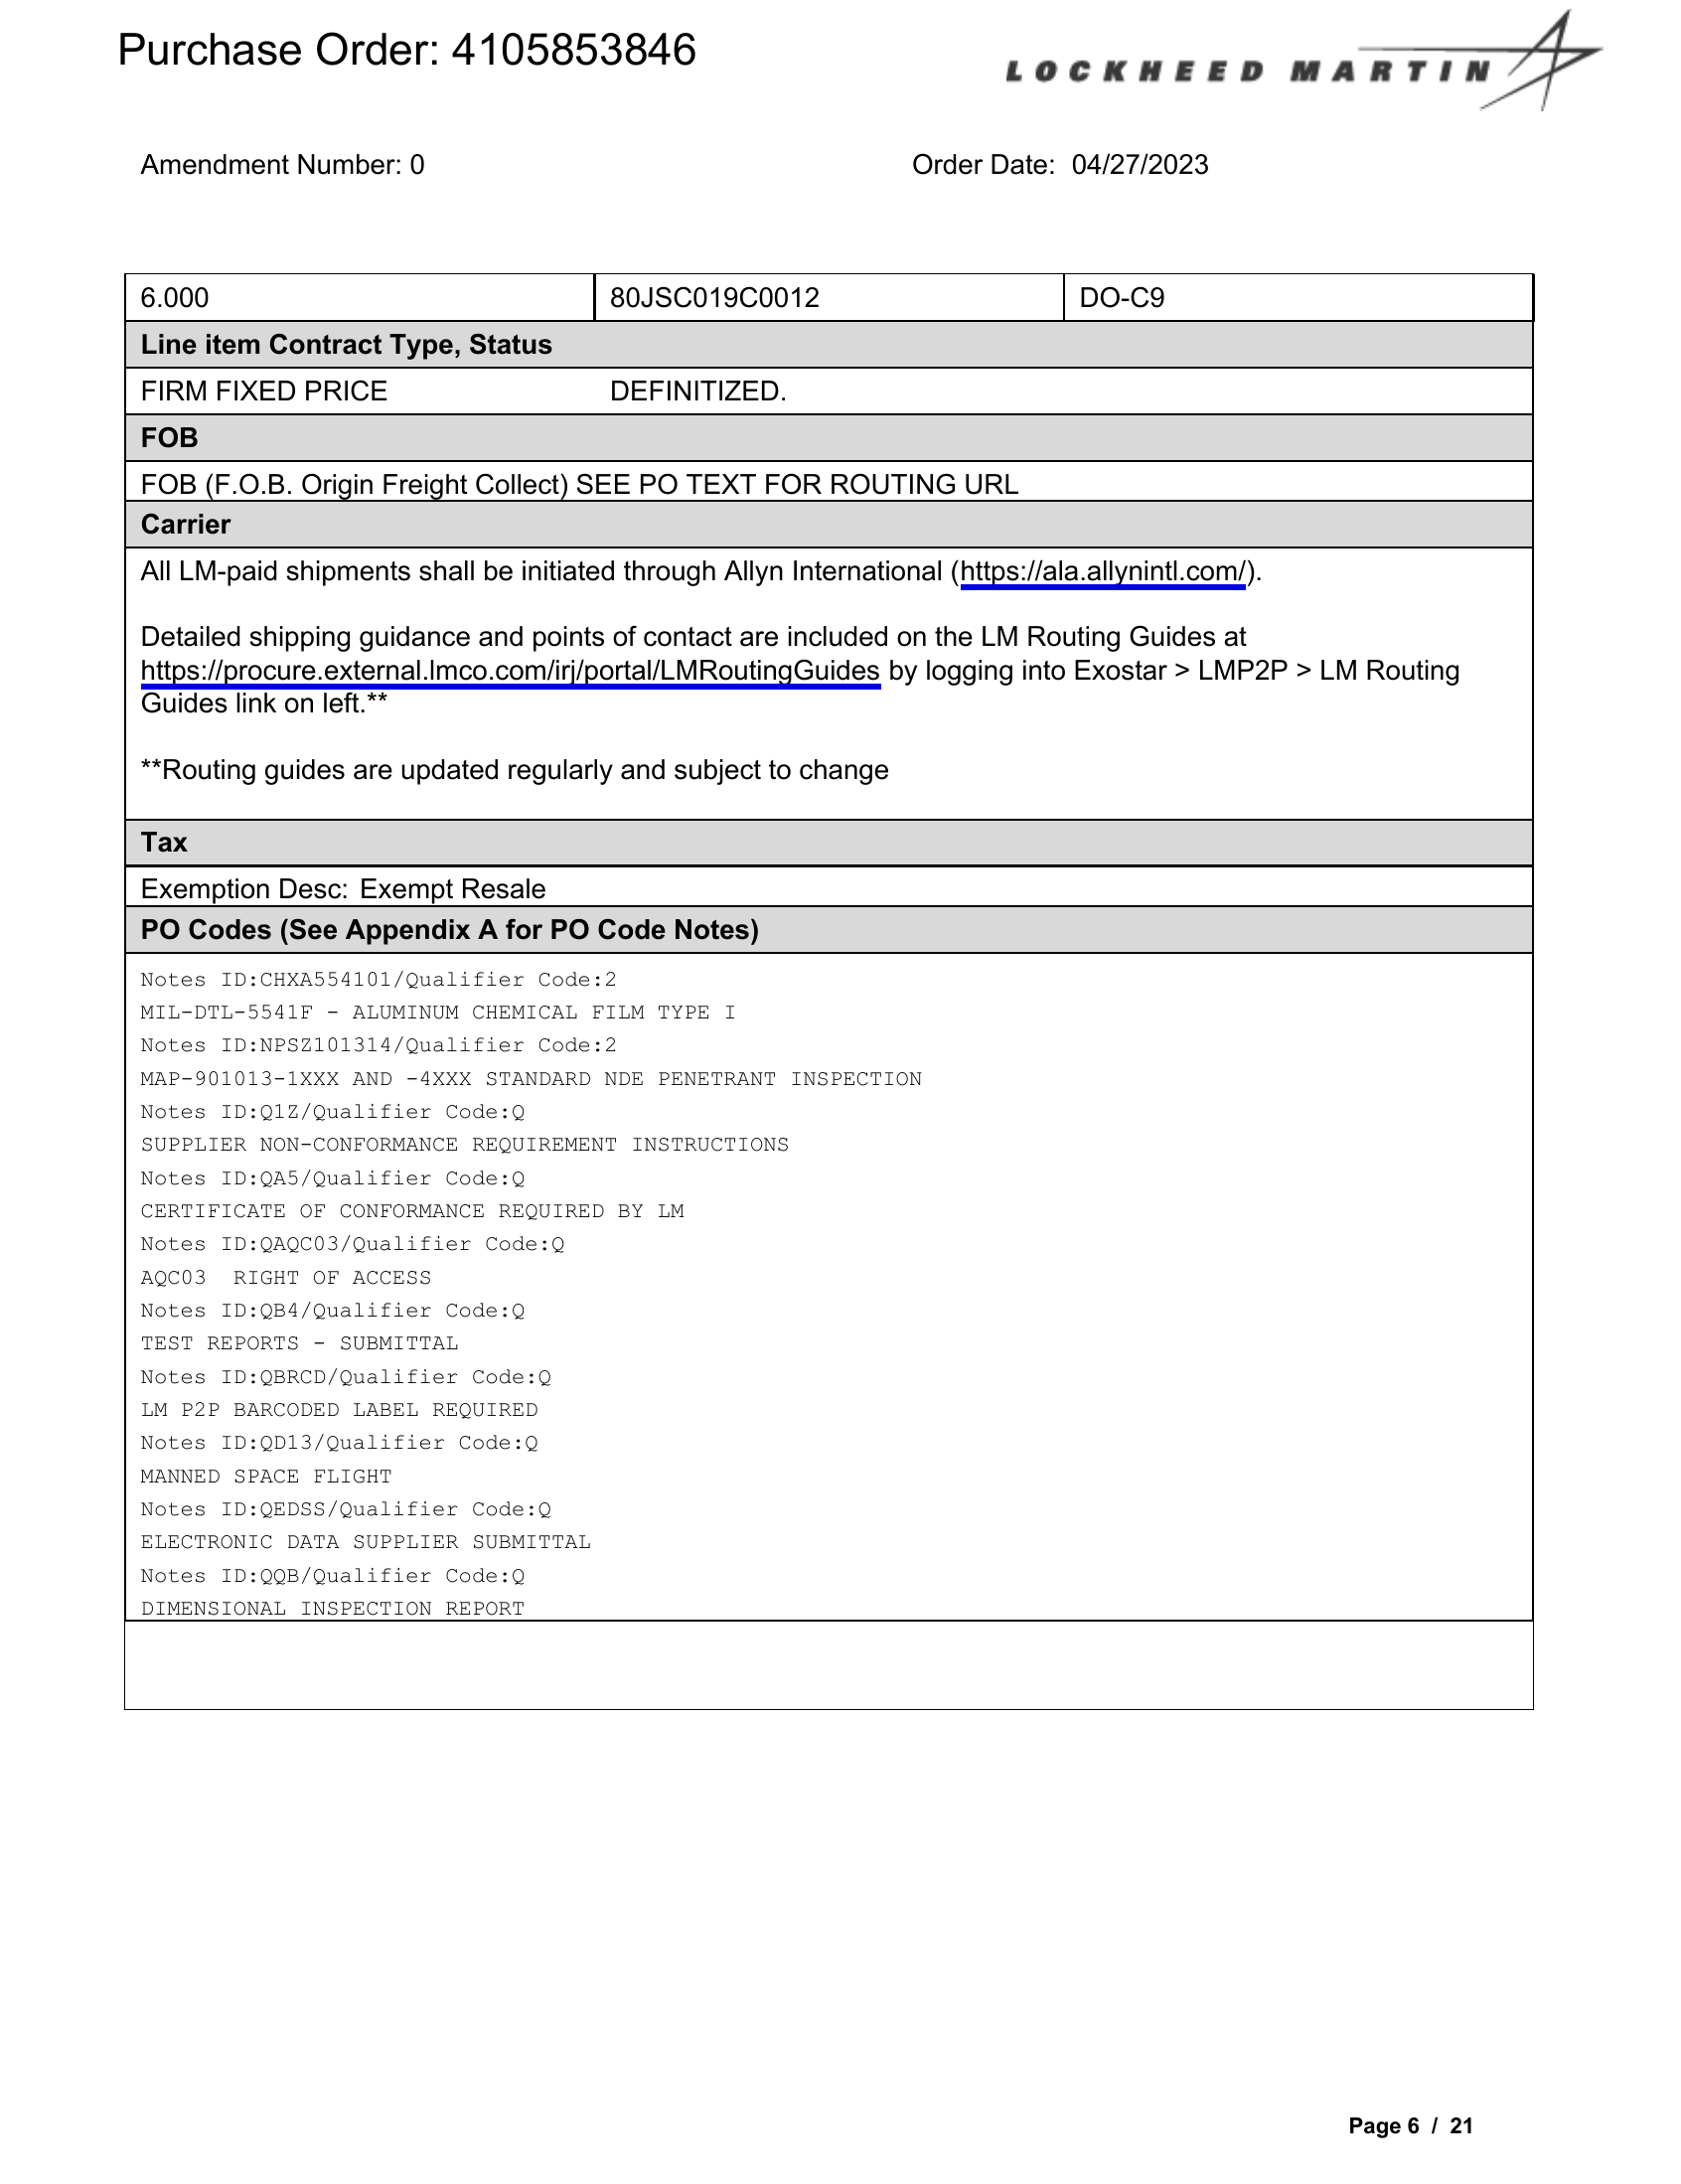 Purchase Order: 4105853846
LOCKHEED MARTIN
Amendment Number: 0
Order Date: 04/27/2023
6.000
80JSC019C0012
DO-C9
Line item Contract Type, Status
FIRM FIXED PRICE
DEFINITIZED.
FOB
FOB (F.O.B. Origin Freight Collect) SEE PO TEXT FOR ROUTING URL
Carrier
All LM-paid shipments shall be initiated through Allyn International (https://ala.allynintl.com/).
Detailed shipping guidance and points of contact are included on the LM Routing Guides at
https://procure.external.lmco.com/irj/portal/LMRoutingGuides by logging into Exostar > LMP2P > LM Routing
Guides link on left.**
**Routing guides are updated regularly and subject to change
Tax
Exemption Desc: Exempt Resale
PO Codes (See Appendix A for PO Code Notes)
Notes ID:CHXA554101/Qualifier Code:2
MIL-DTL-5541F - ALUMINUM CHEMICAL FILM TYPE I
Notes ID:NPSZ101314/Qualifier Code:2
MAP-901013-1XXX AND -4XXX STANDARD NDE PENETRANT INSPECTION
Notes ID:Q1Z/Qualifier Code:Q
SUPPLIER NON-CONFORMANCE REQUIREMENT INSTRUCTIONS
Notes ID:QA5/Qualifier Code:Q
CERTIFICATE OF CONFORMANCE REQUIRED BY LM
Notes ID:QAQC03/Qualifier Code:Q
AQC03  RIGHT OF ACCESS
Notes ID:QB4/Qualifier Code:Q
TEST REPORTS - SUBMITTAL
Notes ID:QBRCD/Qualifier Code:Q
LM P2P BARCODED LABEL REQUIRED
Notes ID:QD13/Qualifier Code:Q
MANNED SPACE FLIGHT
Notes ID:QEDSS/Qualifier Code:Q
ELECTRONIC DATA SUPPLIER SUBMITTAL
Notes ID:QQB/Qualifier Code:Q
DIMENSIONAL INSPECTION REPORT
Page 6 / 21